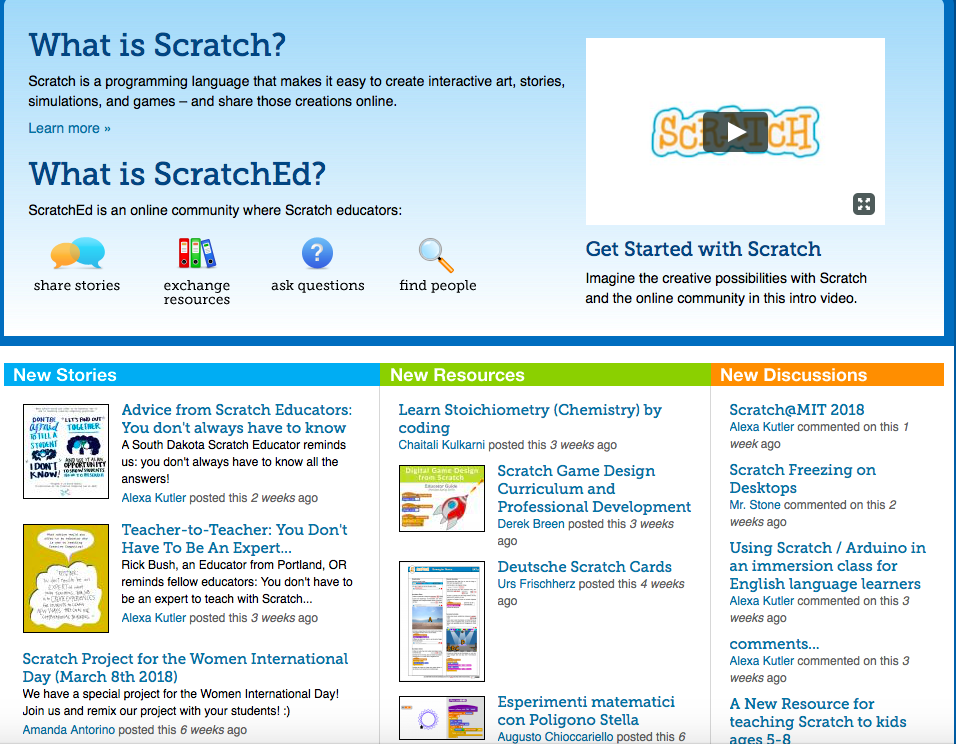 What is Scratch?
Scratch is a programming language that makes it easy to create interactive art, stories,
simulations, and games – and share those creations online.
Learn more »
What is ScratchEd?
ScratchEd is an online community where Scratch educators:
share stories
exchange
resources
ask questions
find people
SCRATCH
Get Started with Scratch
Imagine the creative possibilities with Scratch
and the online community in this intro video.
New Stories
DON'T BE
afraid
TO TELL A
STUDENT
I DON'T
KNOW!
"LET'S FIND OUT"
TOGETHER
OPPORTUNITY
Advice from Scratch Educators:
You don't always have to know
A South Dakota Scratch Educator reminds
us: you don't always have to know all the
answers!
Alexa Kutler posted this 2 weeks ago
Teacher-to-Teacher: You Don't
Have To Be An Expert...
Rick Bush, an Educator from Portland, OR
reminds fellow educators: You don't have to
be an expert to teach with Scratch...
Alexa Kutler posted this 3 weeks ago
Scratch Project for the Women International
Day (March 8th 2018)
We have a special project for the Women International Day!
Join us and remix our project with your students! :)
Amanda Antorino posted this 6 weeks ago
New Resources
Learn Stoichiometry (Chemistry) by
coding
Chaitali Kulkarni posted this 3 weeks ago
Digital Game Design
from Scratch
Educator Guide
Scratch Game Design
Curriculum and
Professional Development
Derek Breen posted this 3 weeks
ago
Deutsche Scratch Cards
Urs Frischherz posted this 4 weeks
ago
Esperimenti matematici
con Poligono Stella
Augusto Chioccariello posted this 6
New Discussions
Scratch@MIT 2018
Alexa Kutler commented on this 1
week ago
Scratch Freezing on
Desktops
Mr. Stone commented on this 2
weeks ago
Using Scratch / Arduino in
an immersion class for
English language learners
Alexa Kutler commented on this 3
weeks ago
comments...
Alexa Kutler commented on this 3
weeks ago
A New Resource for
teaching Scratch to kids
ages 5-8